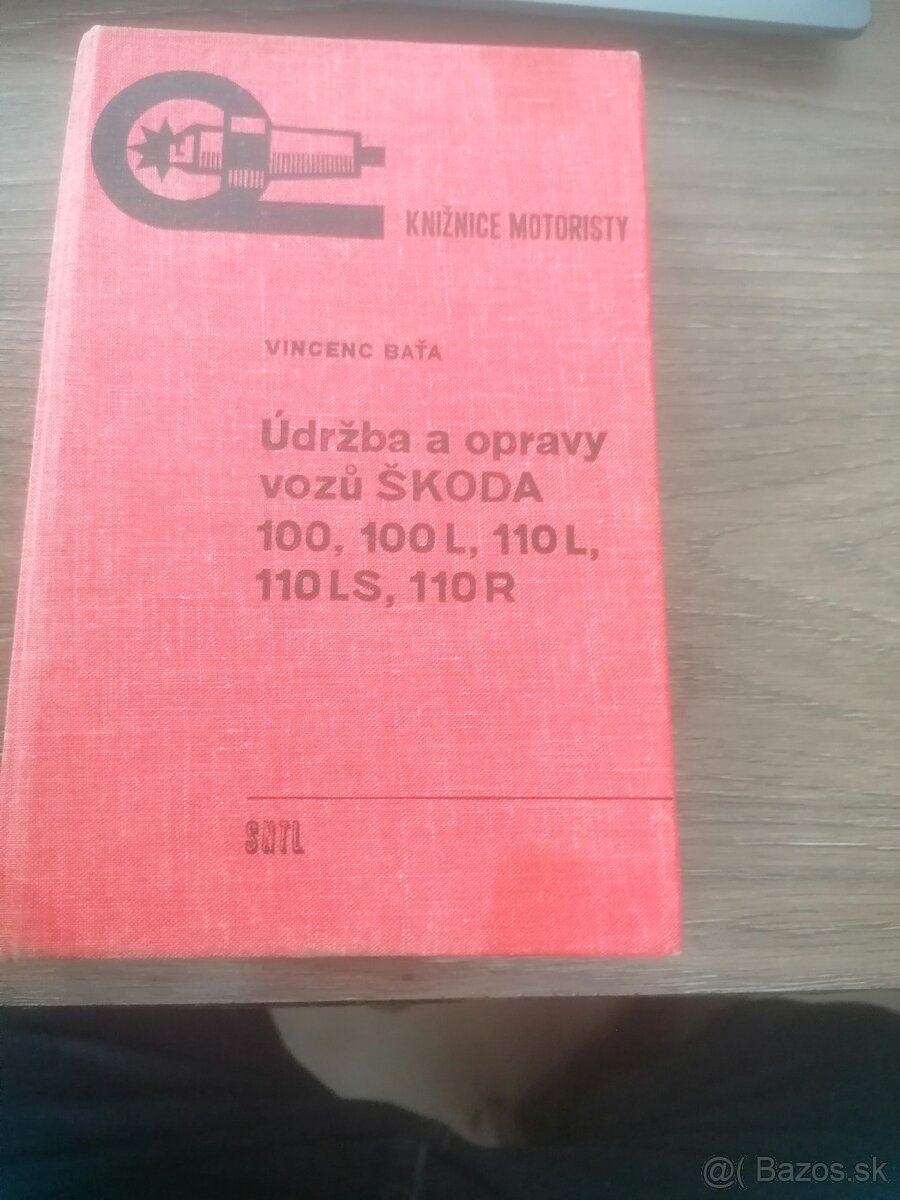 KNIŽNICE MOTORISTY
VINCENC BAŤA
Údržba a opravy
vozů ŠKODA
100, 100 L, 110 L,
110 LS, 110 R
SNTL
@( Bazos.sk